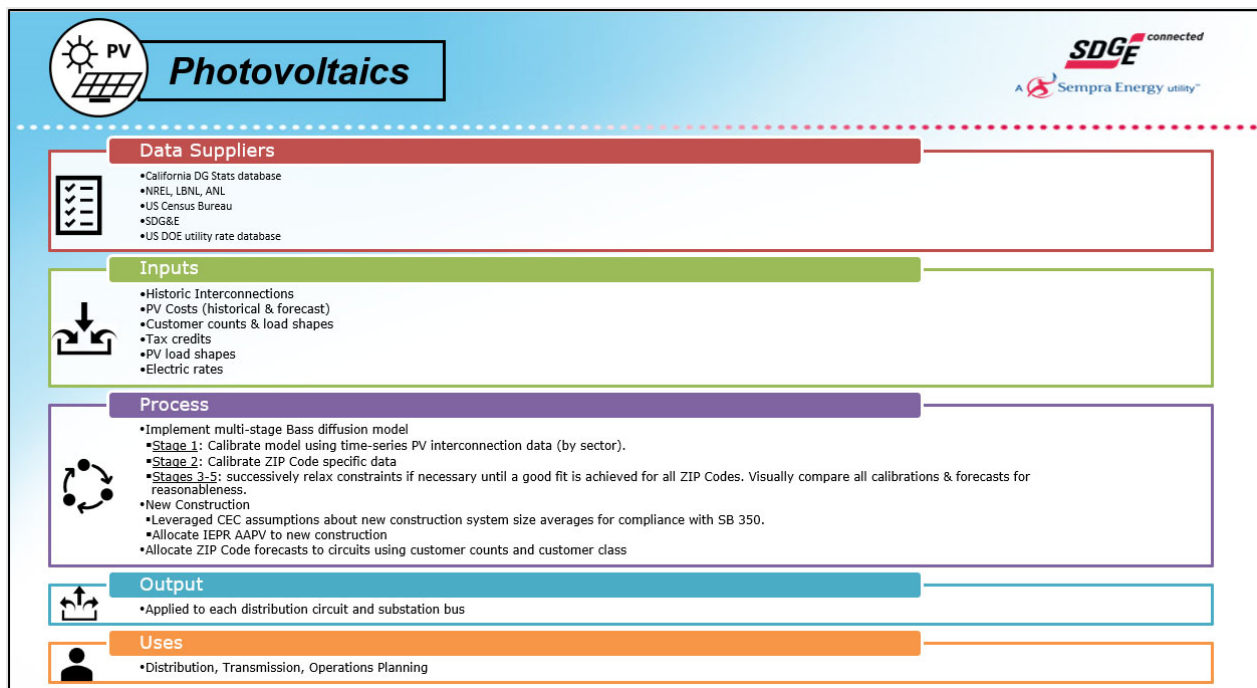 PV
Photovoltaics
SDGE connected
A Sempra Energy utility™
Data Suppliers
•California DG Stats database
•NREL, LBNL, ANL
•US Census Bureau
•SDG&E
•US DOE utility rate database
Inputs
•Historic Interconnections
•PV Costs (historical & forecast)
•Customer counts & load shapes
•Tax credits
•PV load shapes
•Electric rates
Process
•Implement multi-stage Bass diffusion model
▪Stage 1: Calibrate model using time-series PV interconnection data (by sector).
▪Stage 2: Calibrate ZIP Code specific data
▪Stages 3-5: successively relax constraints if necessary until a good fit is achieved for all ZIP Codes. Visually compare all calibrations & forecasts for
reasonableness.
•New Construction
▪Leveraged CEC assumptions about new construction system size averages for compliance with SB 350.
▪Allocate IEPR AAPV to new construction
•Allocate ZIP Code forecasts to circuits using customer counts and customer class
Output
•Applied to each distribution circuit and substation bus
Uses
•Distribution, Transmission, Operations Planning